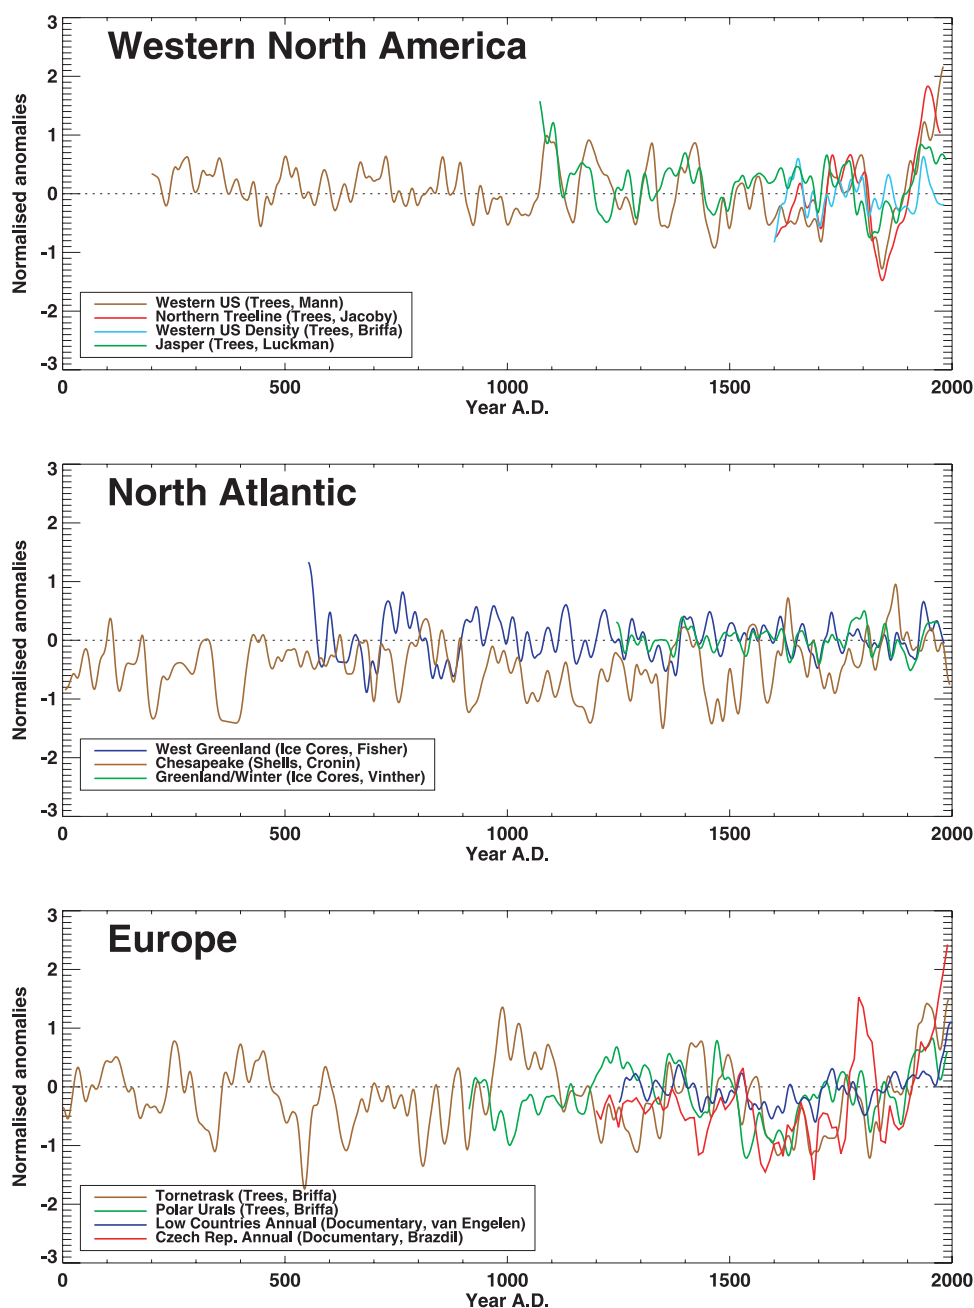 Western North America
Normalised anomalies
3
2
1
0
-1
-2
-3
Western US (Trees, Mann)
Northern Treeline (Trees, Jacoby)
Western US Density (Trees, Briffa)
Jasper (Trees, Luckman)
0 500 1000 1500 2000
Year A.D.
North Atlantic
Normalised anomalies
3
2
1
0
-1
-2
-3
West Greenland (Ice Cores, Fisher)
Chesapeake (Shells, Cronin)
Greenland/Winter (Ice Cores, Vinther)
0 500 1000 1500 2000
Year A.D.
Europe
Normalised anomalies
3
2
1
0
-1
-2
-3
Tornetrask (Trees, Briffa)
Polar Urals (Trees, Briffa)
Low Countries Annual (Documentary, van Engelen)
Czech Rep. Annual (Documentary, Brazdil)
0 500 1000 1500 2000
Year A.D.